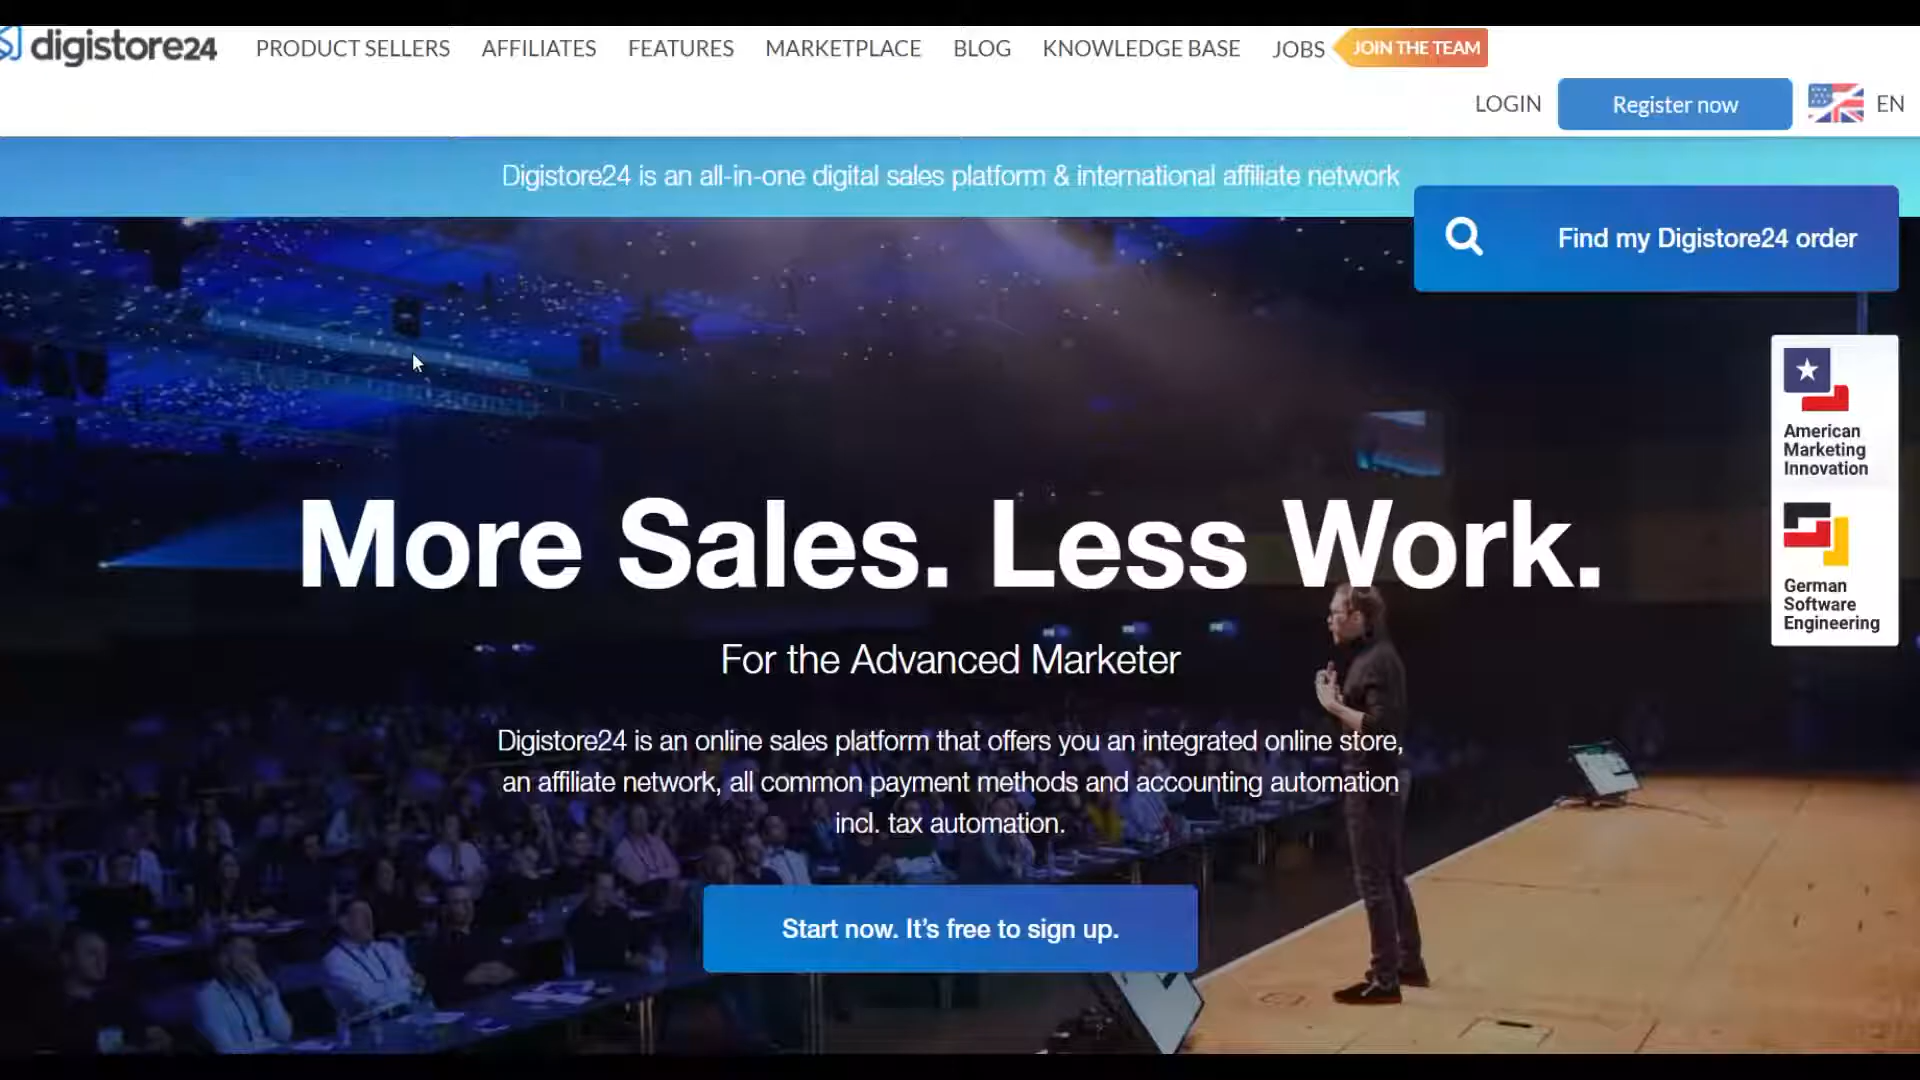 digistore24
PRODUCT SELLERS
AFFILIATES
FEATURES
MARKETPLACE
BLOG
KNOWLEDGE BASE
JOBS
JOIN THE TEAM
LOGIN
Register now
EN
Digistore24 is an all-in-one digital sales platform & international affiliate network
Find my Digistore24 order
American
Marketing
Innovation
German
Software
Engineering
More Sales. Less Work.
For the Advanced Marketer
Digistore24 is an online sales platform that offers you an integrated online store,
an affiliate network, all common payment methods and accounting automation
incl. tax automation.
Start now. It’s free to sign up.